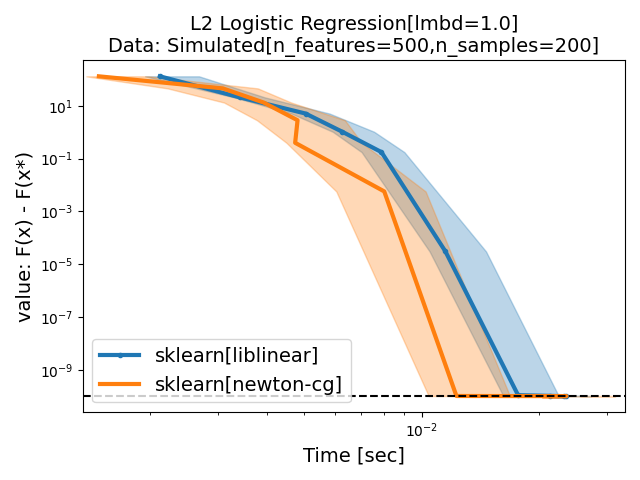 L2 Logistic Regression[lmbd=1.0]
Data: Simulated[n_features=500,n_samples=200]
value: F(x) - F(x*)
10¹
10⁻¹
10⁻³
10⁻⁵
10⁻⁷
10⁻⁹
sklearn[liblinear]
sklearn[newton-cg]
10⁻²
Time [sec]